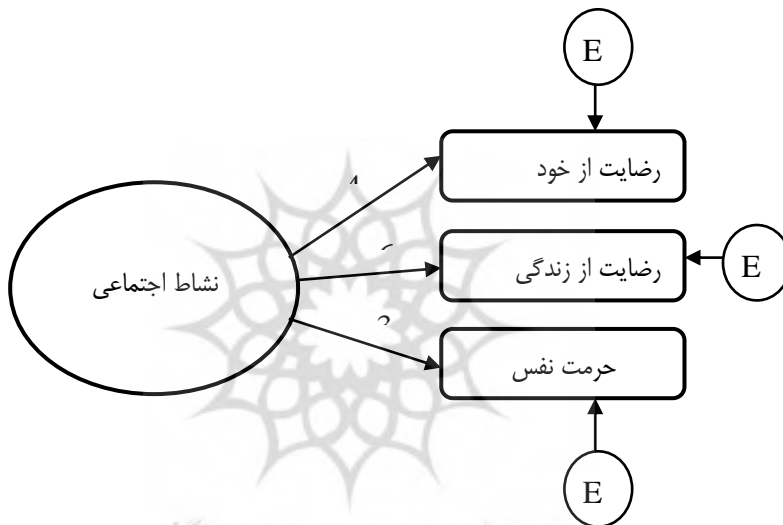 E
رضایت از خود
رضایت از زندگی
E
نشاط اجتماعی
حرمت نفس
E